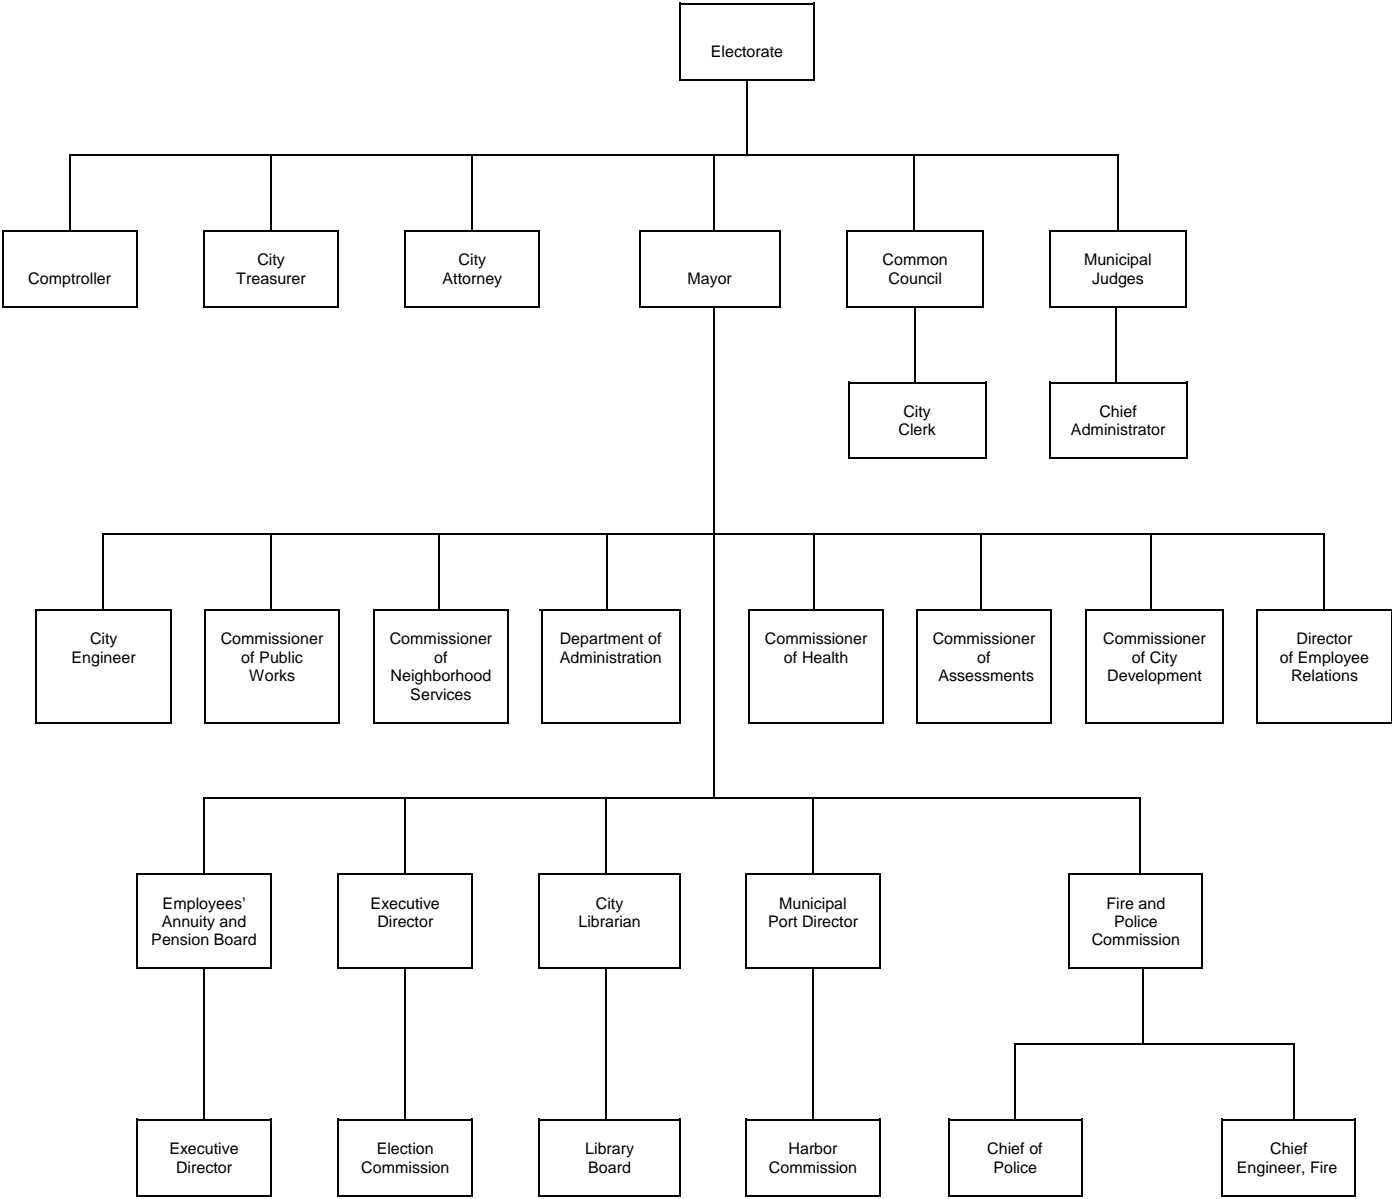 Electorate
Comptroller
City
Treasurer
City
Attorney
Mayor
Common
Council
Municipal
Judges
City
Clerk
Chief
Administrator
City
Engineer
Commissioner
of Public
Works
Commissioner
of
Neighborhood
Services
Department of
Administration
Commissioner
of Health
Commissioner
of
Assessments
Commissioner
of City
Development
Director
of Employee
Relations
Employees’
Annuity and
Pension Board
Executive
Director
City
Librarian
Municipal
Port Director
Fire and
Police
Commission
Executive
Director
Election
Commission
Library
Board
Harbor
Commission
Chief of
Police
Chief
Engineer, Fire